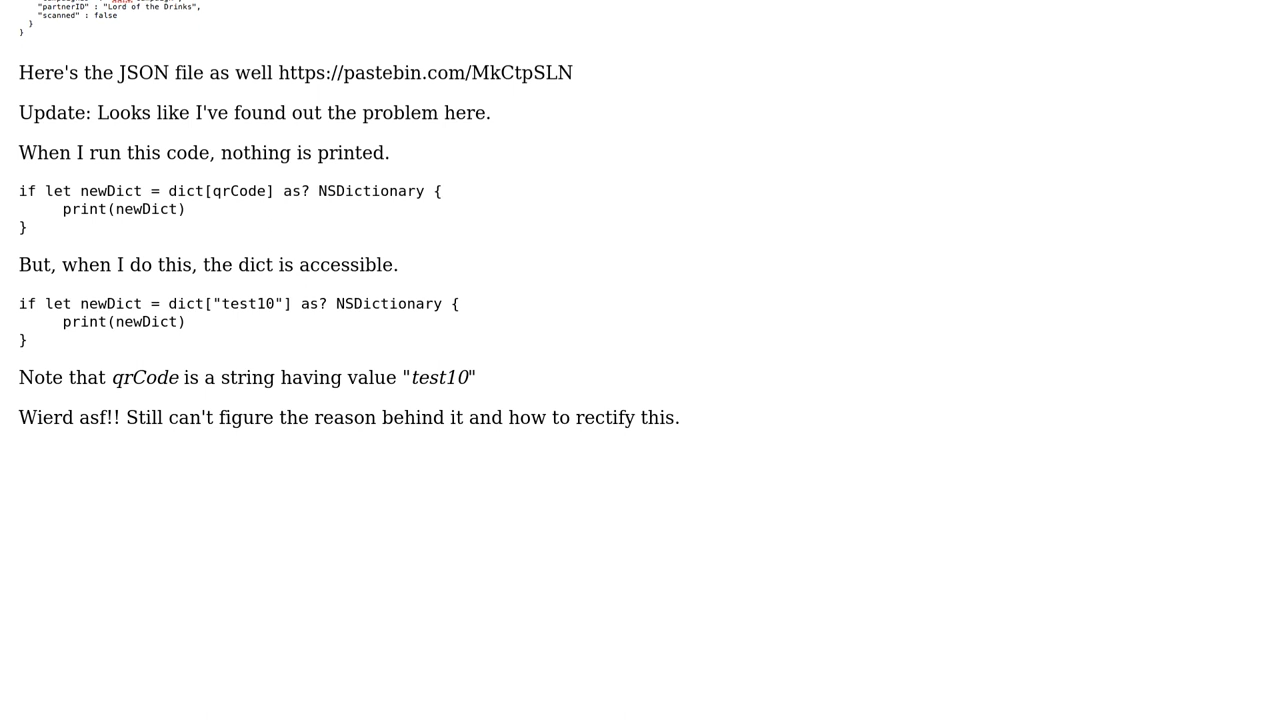 "partnerID" : "Lord of the Drinks",
"scanned" : false
}
}
Here's the JSON file as well https://pastebin.com/MkCtpSLN
Update: Looks like I've found out the problem here.
When I run this code, nothing is printed.
if let newDict = dict[qrCode] as? NSDictionary {
print(newDict)
}
But, when I do this, the dict is accessible.
if let newDict = dict["test10"] as? NSDictionary {
print(newDict)
}
Note that qrCode is a string having value "test10"
Wierd asf!! Still can't figure the reason behind it and how to rectify this.